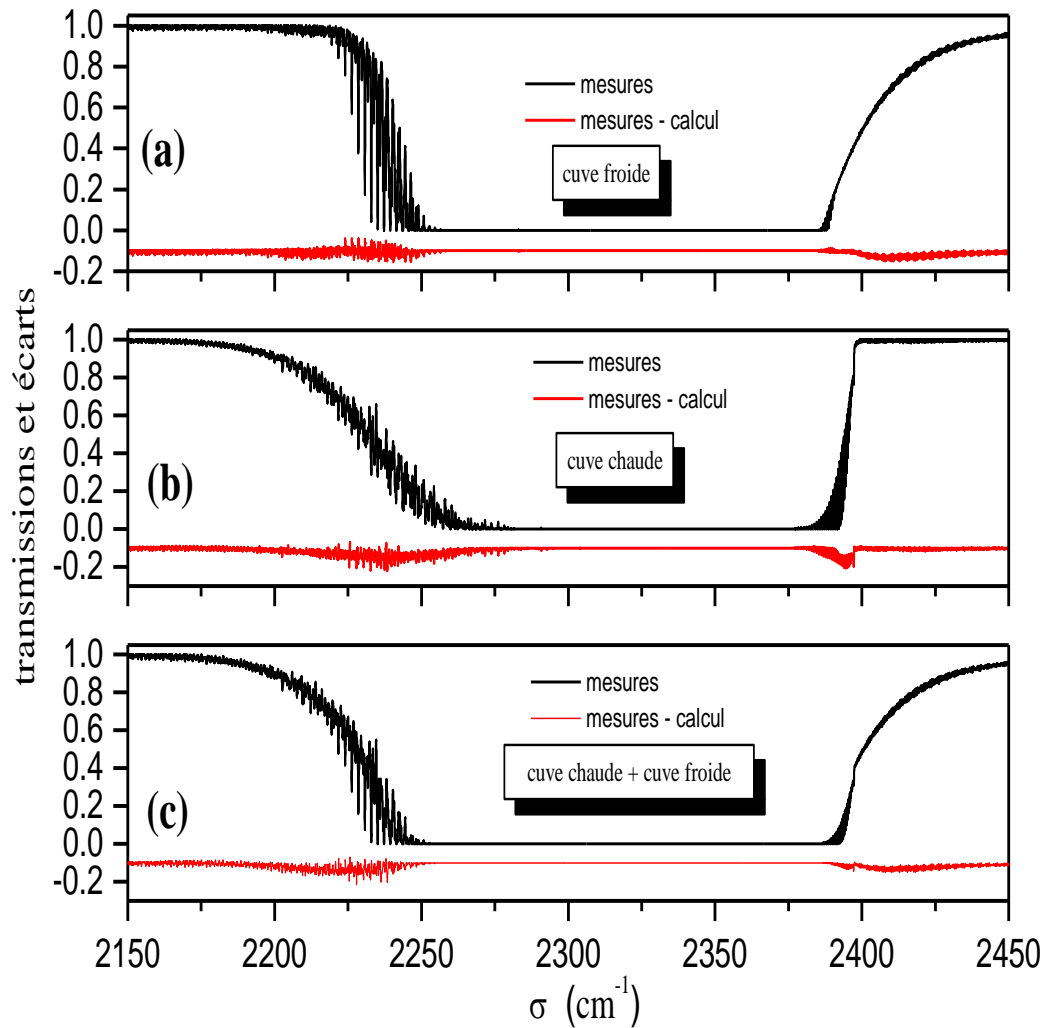 transmissions et écarts
1.0
0.8
0.6
0.4
0.2
0.0
-0.2
(a)
mesures
mesures - calcul
cuve froide
1.0
0.8
0.6
0.4
0.2
0.0
-0.2
(b)
mesures
mesures - calcul
cuve chaude
1.0
0.8
0.6
0.4
0.2
0.0
-0.2
(c)
mesures
mesures - calcul
cuve chaude + cuve froide
2150 2200 2250 2300 2350 2400 2450
σ (cm⁻¹)